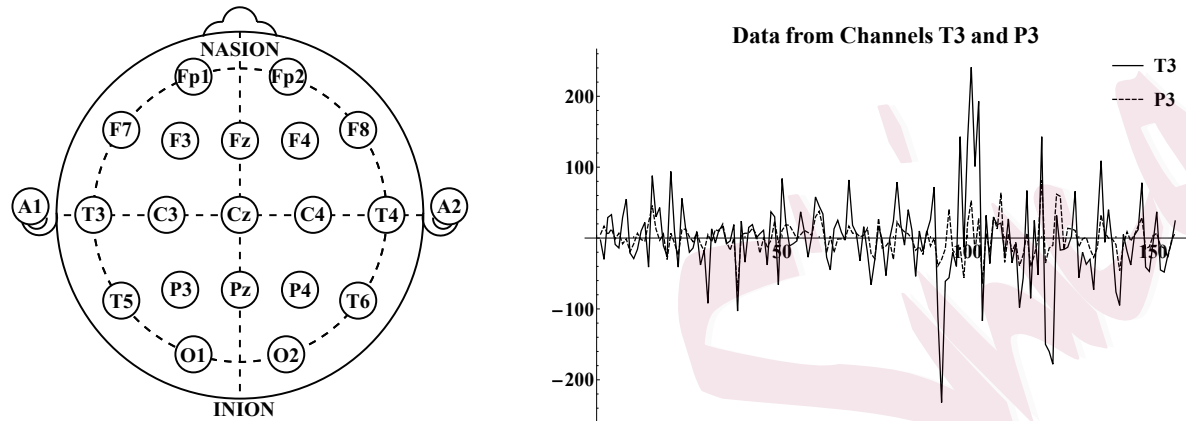 NASION
Fp1 Fp2
F7 F3 Fz F4 F8
A1 T3 C3 Cz C4 T4 A2
T5 P3 Pz P4 T6
O1 O2
INION
Data from Channels T3 and P3
T3
P3
200
100
50 100 150
−100
−200